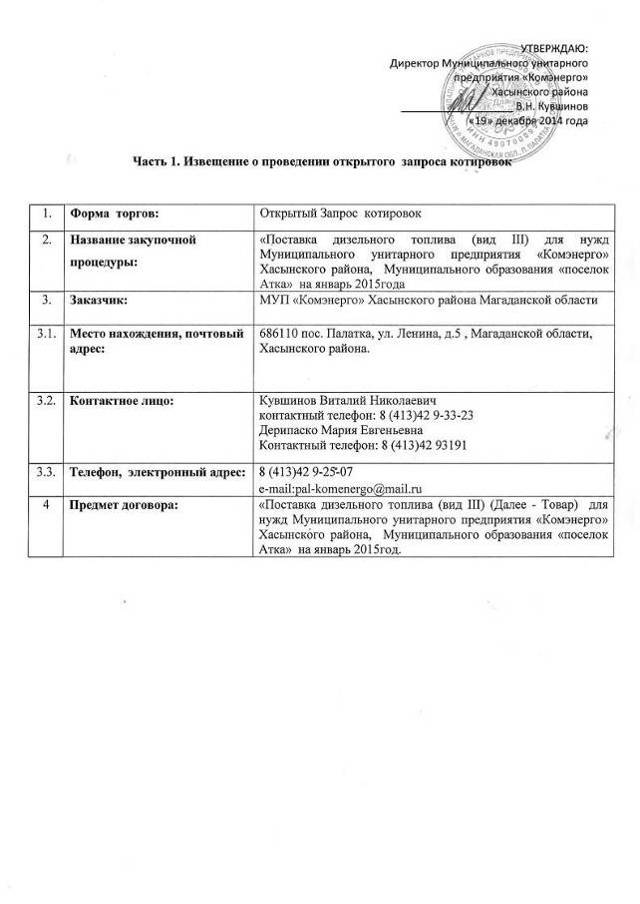 УТВЕРЖДАЮ:
Директор Муниципального унитарного
предприятия «Комэнерго»
Хасынского района
В.Н. Кувшинов
«19» декабря 2014 года
Часть 1. Извещение о проведении открытого запроса котировок
1. Форма торгов: Открытый Запрос котировок
2. Название закупочной процедуры:
«Поставка дизельного топлива (вид III) для нужд
Муниципального унитарного предприятия «Комэнерго»
Хасынского района, Муниципального образования «поселок
Атка» на январь 2015года
3. Заказчик: МУП «Комэнерго» Хасынского района Магаданской области
3.1. Место нахождения, почтовый адрес:
686110 пос. Палатка, ул. Ленина, д.5 , Магаданской области,
Хасынского района.
3.2. Контактное лицо: Кувшинов Виталий Николаевич
контактный телефон: 8 (413)42 9-33-23
Дерипаско Мария Евгеньевна
Контактный телефон: 8 (413)42 93191
3.3. Телефон, электронный адрес: 8 (413)42 9-25-07
e-mail:pal-komenergo@mail.ru
4 Предмет договора: «Поставка дизельного топлива (вид III) (Далее - Товар) для
нужд Муниципального унитарного предприятия «Комэнерго»
Хасынского района, Муниципального образования «поселок
Атка» на январь 2015год.